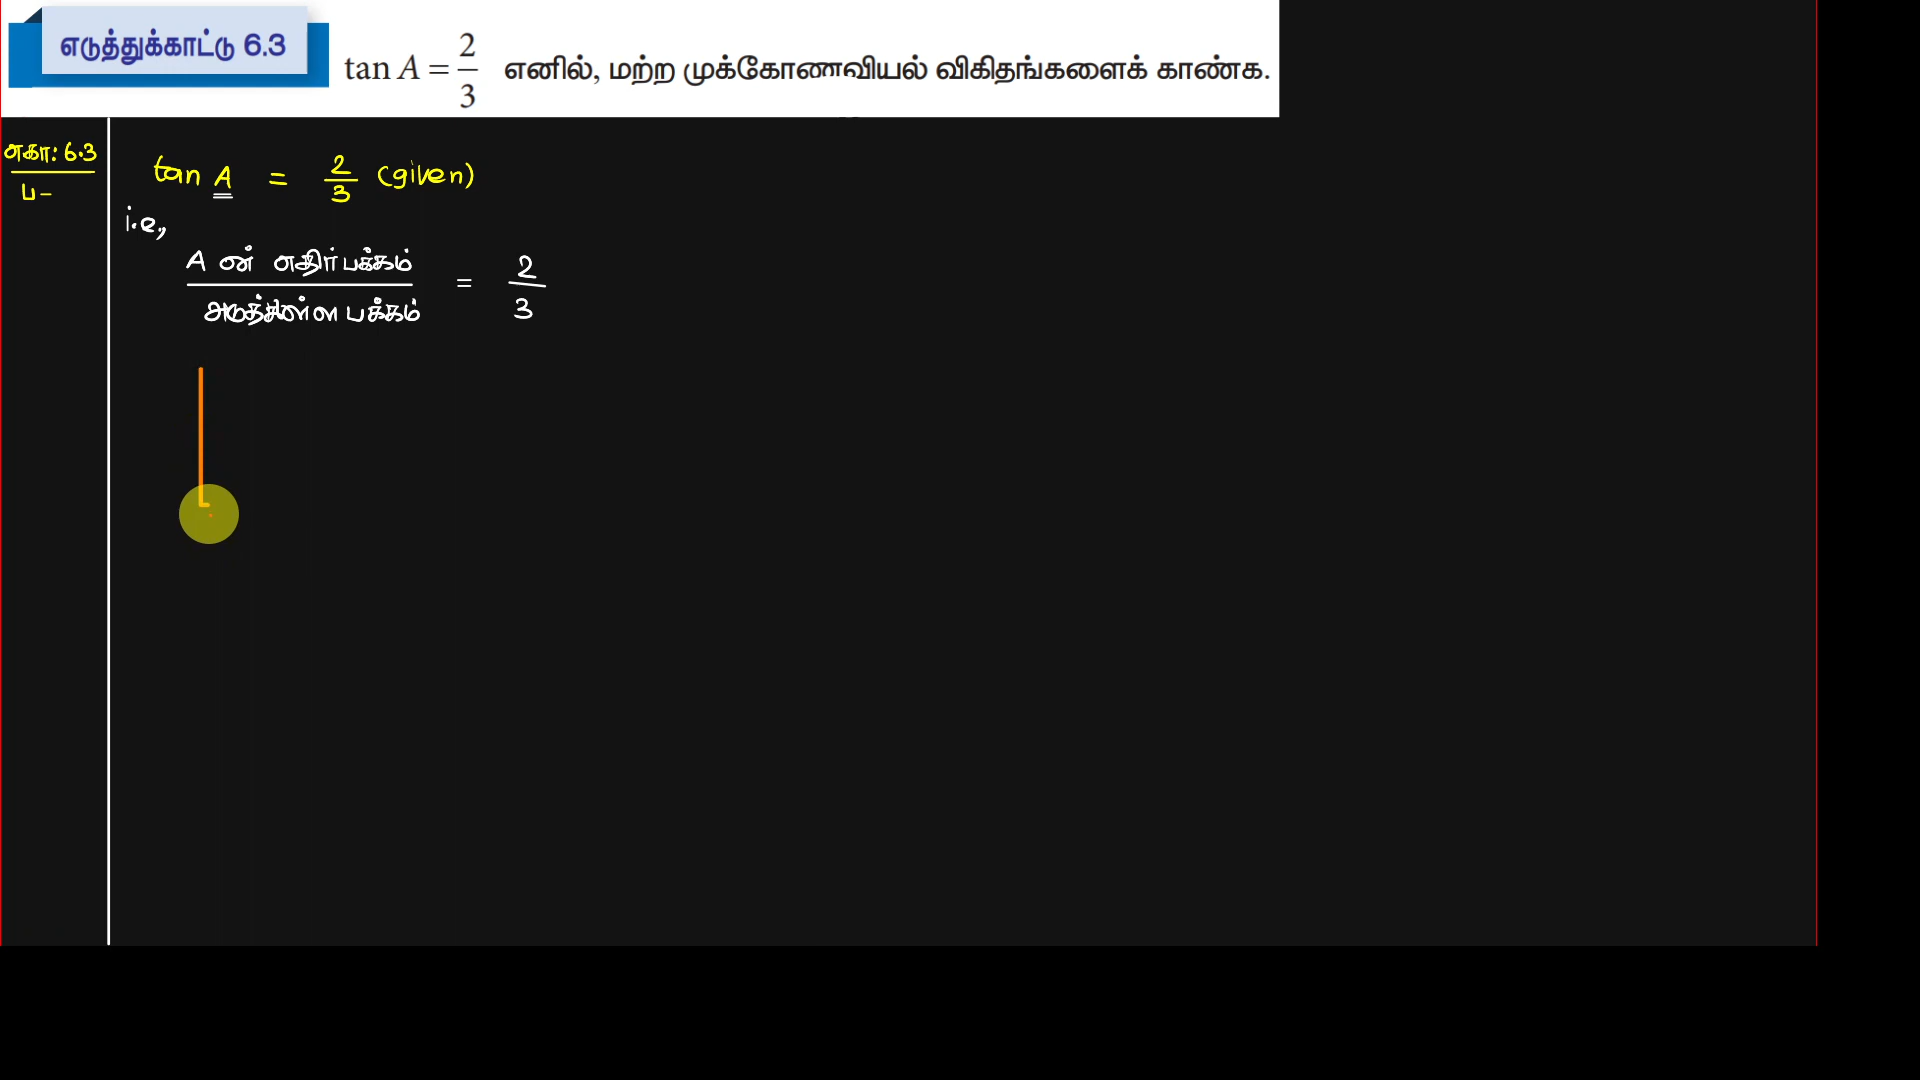 எடுத்துக்காட்டு 6.3
tan A = 2/3 எனில், மற்ற முக்கோணவியல் விகிதங்களைக் காண்க.
எகா: 6.3
ப –
tan A = 2/3 (given)
i.e.,
A ன் எதிர்பக்கம் / அடுத்துள்ள பக்கம் = 2/3